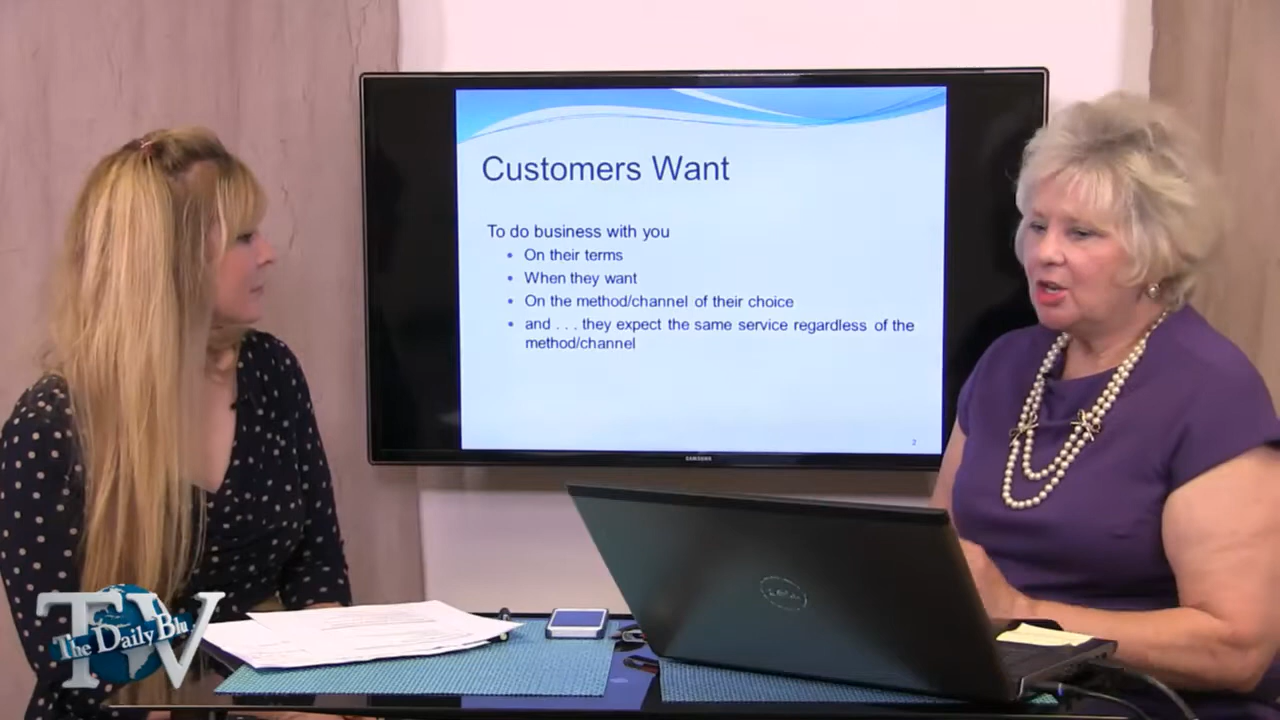 Customers Want
To do business with you
• On their terms
• When they want
• On the method/channel of their choice
• and . . . they expect the same service regardless of the
method/channel
2
SAMSUNG
DELL
TV
The Daily Blu